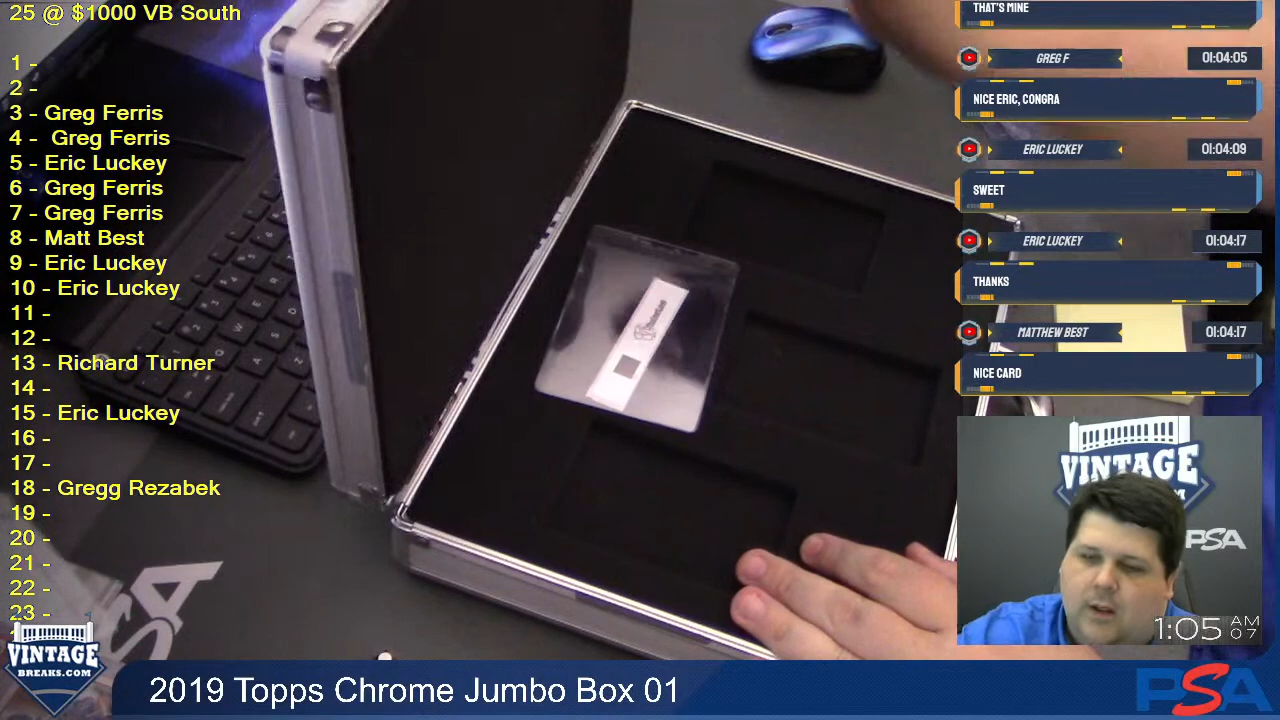 25 @ $1000 VB South
1 -
2 -
3 - Greg Ferris
4 - Greg Ferris
5 - Eric Luckey
6 - Greg Ferris
7 - Greg Ferris
8 - Matt Best
9 - Eric Luckey
10 - Eric Luckey
11 -
12 -
13 - Richard Turner
14 -
15 - Eric Luckey
16 -
17 -
18 - Gregg Rezabek
19 -
20 -
21 -
22 -
23 -
THAT'S MINE
GREG F
01:04:05
NICE ERIC, CONGRA
ERIC LUCKEY
01:04:09
SWEET
ERIC LUCKEY
01:04:17
THANKS
MATTHEW BEST
01:04:17
NICE CARD
VINTAGE
PSA
1:05 AM
07
PSA
VINTAGE
BREAKS.COM
2019 Topps Chrome Jumbo Box 01
PSA